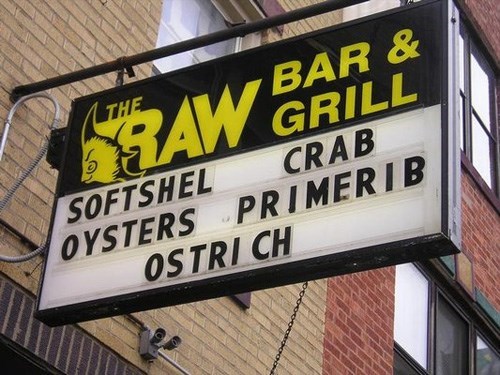 THE RAW BAR & GRILL
SOFTSHEL CRAB
OYSTERS PRIMERIB
OSTRICH